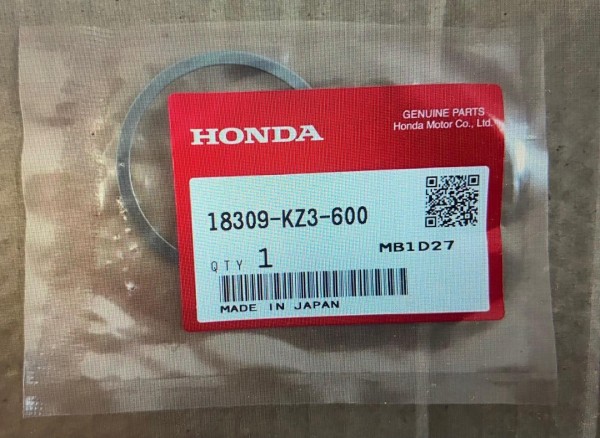 GENUINE PARTS
Honda Motor Co., Ltd.
HONDA
18309-KZ3-600
MB1D27
QTY 1
MADE IN JAPAN